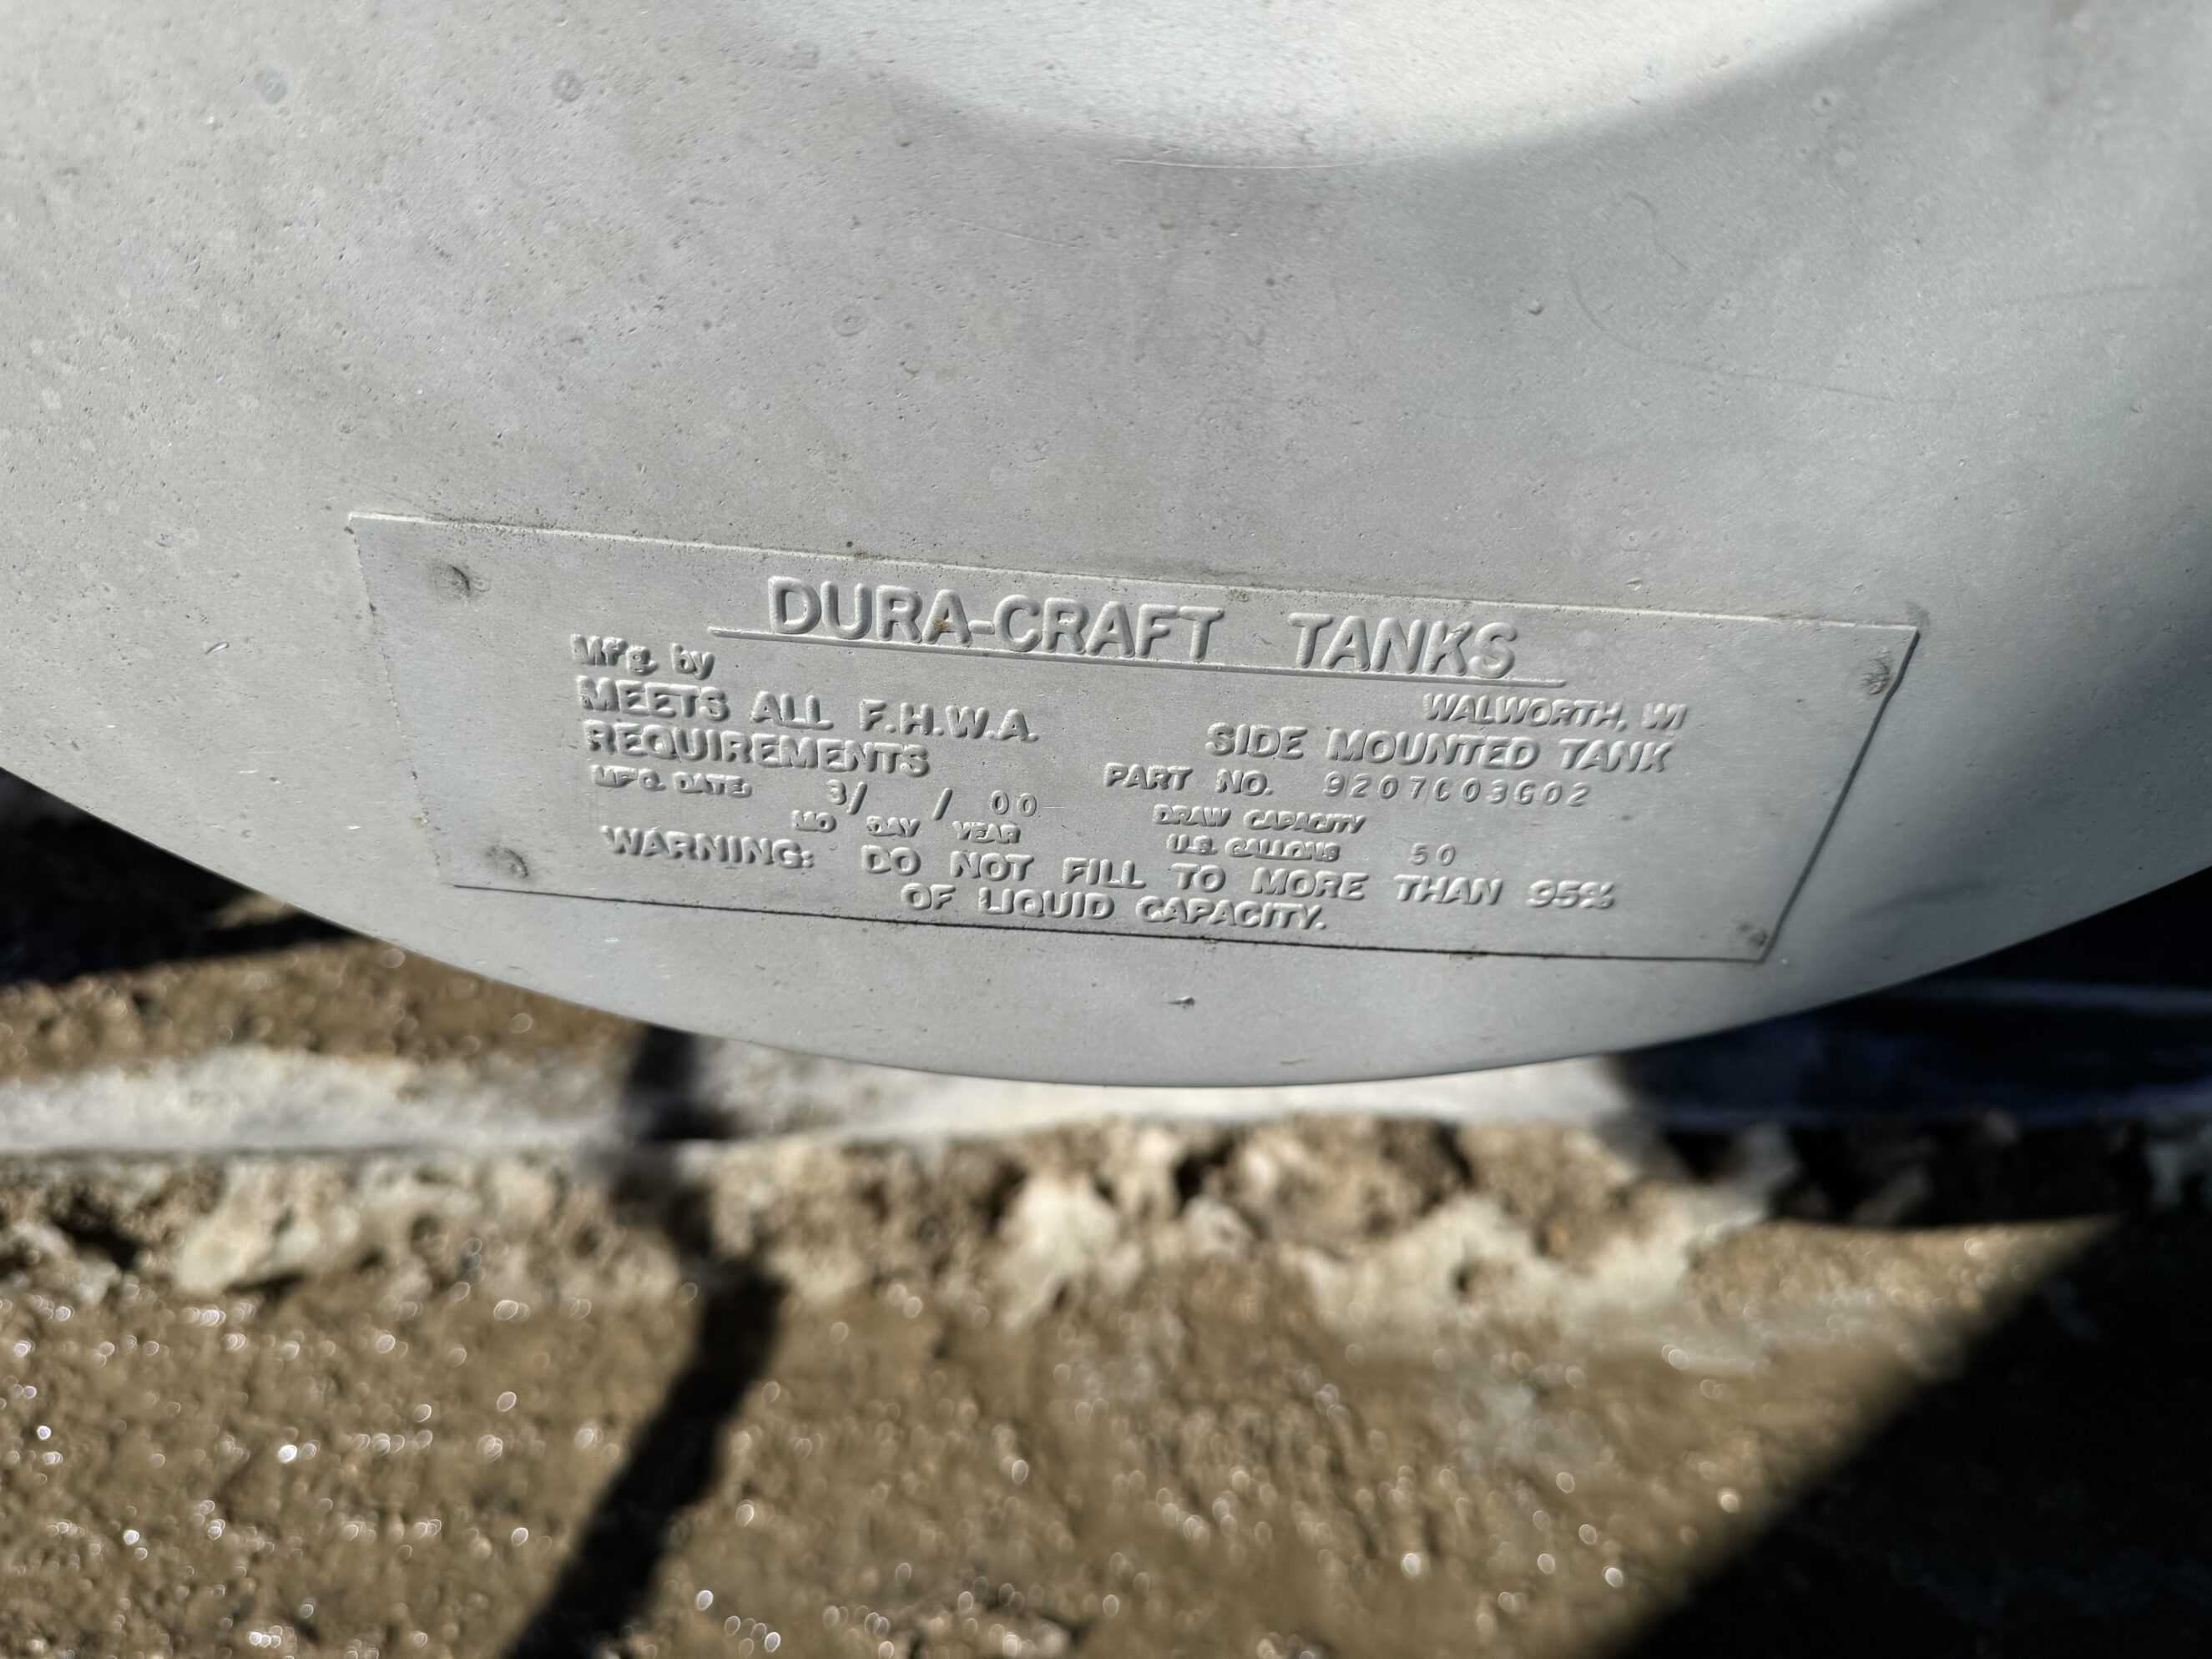 DURA-CRAFT TANKS
Mfg. by
WALWORTH, WI
MEETS ALL F.H.W.A.
REQUIREMENTS
SIDE MOUNTED TANK
MFG. DATE: 3/ / 00
MO DAY YEAR
PART NO. 9207C03G02
DRAW CAPACITY
U.S. GALLONS 50
WARNING: DO NOT FILL TO MORE THAN 95%
OF LIQUID CAPACITY.